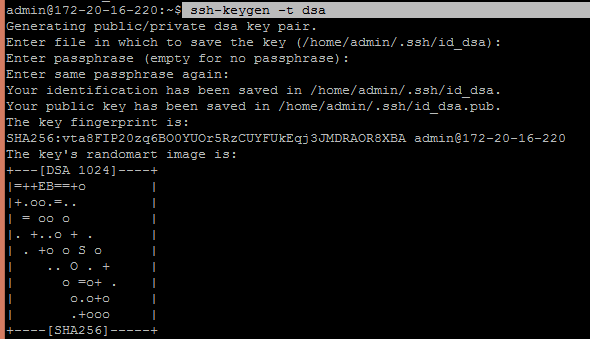 admin@172-20-16-220:~$ ssh-keygen -t dsa
Generating public/private dsa key pair.
Enter file in which to save the key (/home/admin/.ssh/id_dsa):
Enter passphrase (empty for no passphrase):
Enter same passphrase again:
Your identification has been saved in /home/admin/.ssh/id_dsa.
Your public key has been saved in /home/admin/.ssh/id_dsa.pub.
The key fingerprint is:
SHA256:vta8FIP20zq6BO0YUOr5RzCUYFUkEqj3JMDRAOR8XBA admin@172-20-16-220
The key's randomart image is:
+---[DSA 1024]----+
|=++EB==+o        |
|+.oo.=..         |
| = oo o          |
|. +..o + .       |
| . +o o S o      |
|    .. O . +     |
|      o =o+ .    |
|       o.o+o     |
|       .+ooo     |
+----[SHA256]-----+